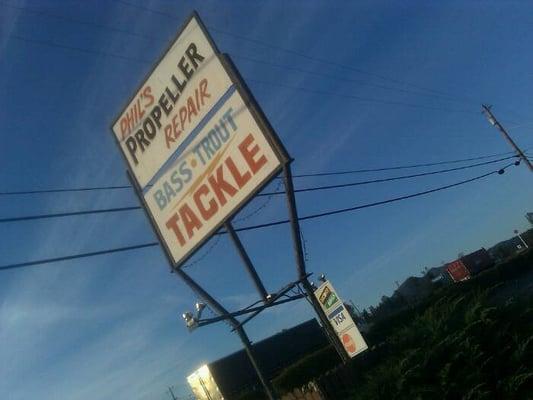 PHIL'S
PROPELLER
REPAIR
BASS • TROUT
TACKLE
VISA